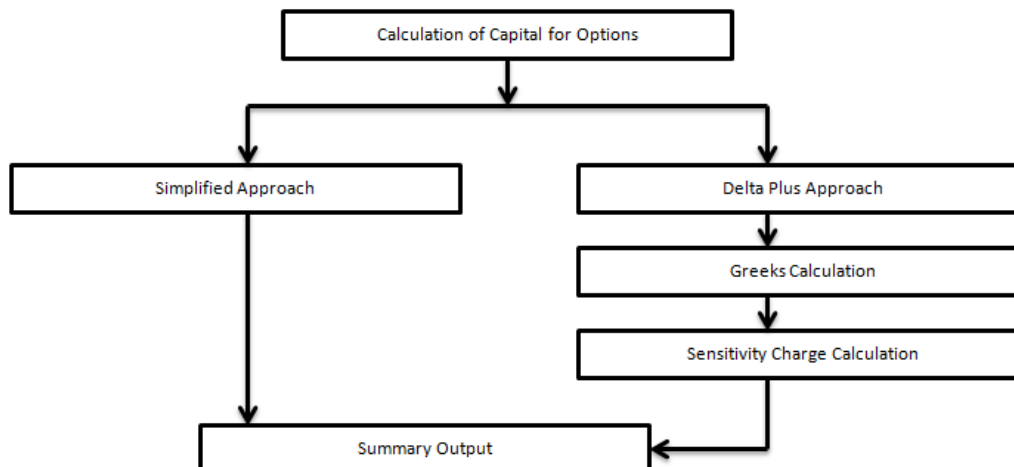 Calculation of Capital for Options
Simplified Approach
Delta Plus Approach
Greeks Calculation
Sensitivity Charge Calculation
Summary Output